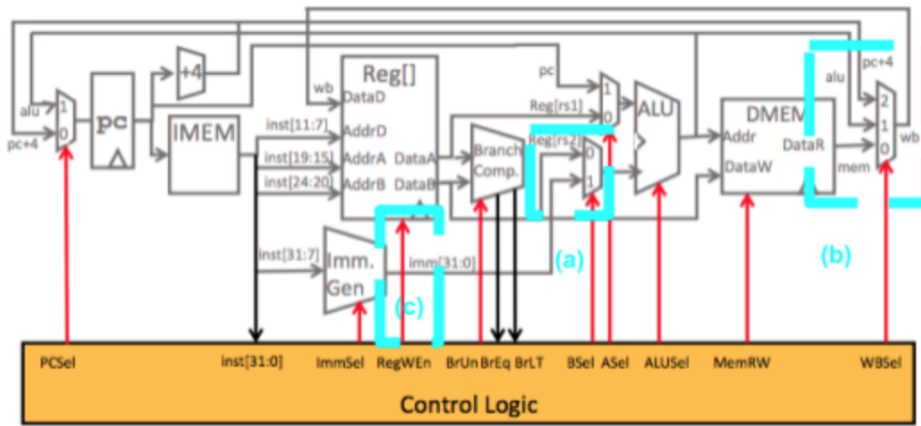 wb
+4
Reg[]
DataD
alu
1
pc
0
pc+4
IMEM
inst[11:7]
AddrD
inst[19:15]
AddrA
DataA
inst[24:20]
AddrB
DataB
Branch
Comp.
pc
1
Reg[rs1]
0
Reg[rs2]
0
1
ALU
DMEM
Addr
DataR
DataW
alu
pc+4
2
1
0
wb
mem
inst[31:7]
Imm.
Gen
imm[31:0]
(a)
(b)
(c)
PCSel
inst[31:0]
ImmSel
RegWEn
BrUn
BrEq
BrLT
BSel
ASel
ALUSel
MemRW
WBSel
Control Logic